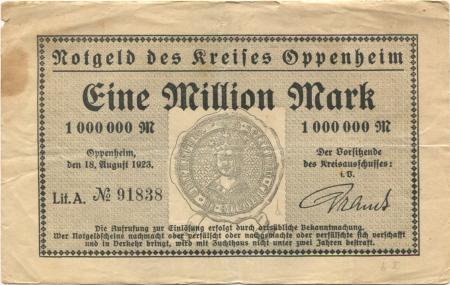 Notgeld des Kreises Oppenheim
Eine Million Mark
1 000 000 M
1 000 000 M
Oppenheim,
den 18. August 1923.
Der Vorsitzende
des Kreisausschusses:
i. V.
Lit. A. № 91838
Die Aufrufung zur Einlösung erfolgt durch ortsübliche Bekanntmachung.
Wer Notgeldscheine nachmacht oder verfälscht oder nachgemachte oder verfälschte sich verschafft
und in Verkehr bringt, wird mit Zuchthaus nicht unter zwei Jahren bestraft.